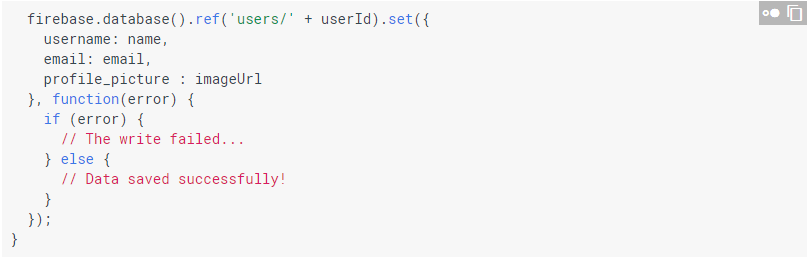 firebase.database().ref('users/' + userId).set({
    username: name,
    email: email,
    profile_picture : imageUrl
  }, function(error) {
    if (error) {
      // The write failed...
    } else {
      // Data saved successfully!
    }
  });
}